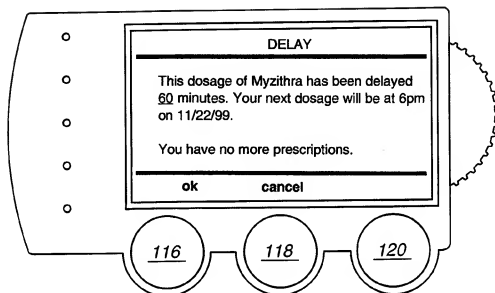 DELAY
This dosage of Myzithra has been delayed
60 minutes. Your next dosage will be at 6pm
on 11/22/99.
You have no more prescriptions.
ok cancel
116 118 120